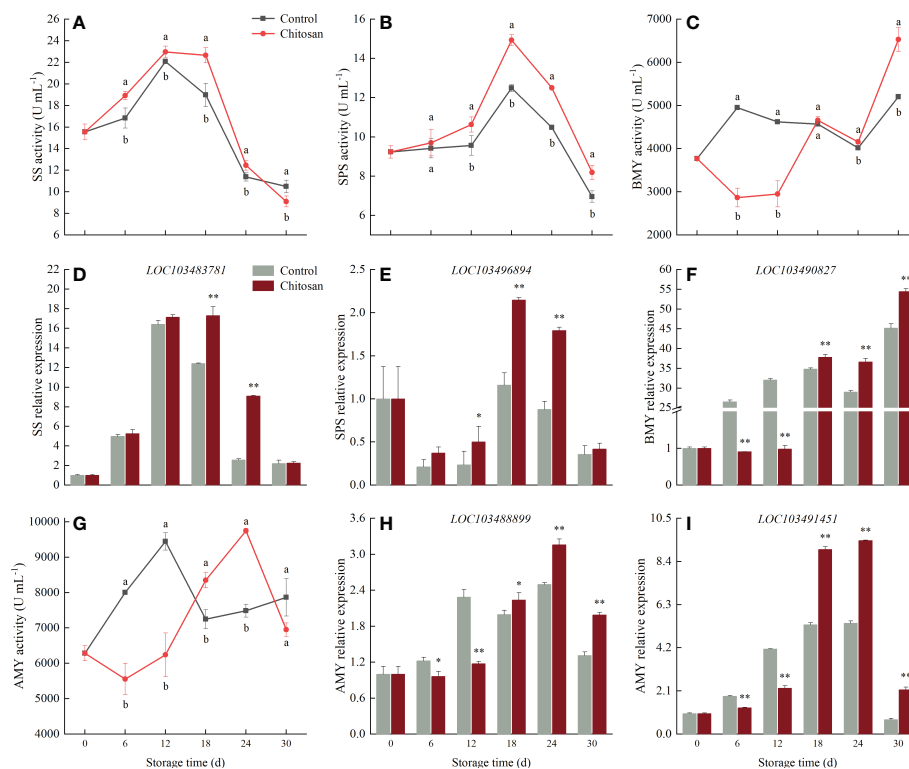 A
Control
Chitosan
SS activity (U mL⁻¹)
24
22
20
18
16
14
12
10
8
6
a
a
a
a
a
b
b
b
b
b
B
SPS activity (U mL⁻¹)
16
14
12
10
8
6
a
a
a
a
a
a
b
b
b
b
C
BMY activity (U mL⁻¹)
7000
6000
5000
4000
3000
2000
a
a
a
a
a
a
b
b
b
b
D
LOC103483781
Control
Chitosan
SS relative expression
22
18
16
14
12
10
8
6
4
2
0
**
**
E
LOC103496894
SPS relative expression
2.5
2.0
1.5
1.0
0.5
0.0
*
**
**
F
LOC103490827
BMY relative expression
60
55
50
45
40
35
30
25
2
1
0
**
**
**
**
**
G
AMY activity (U mL⁻¹)
10000
9000
8000
7000
6000
5000
4000
a
a
a
a
a
b
b
b
b
0
6
12
18
24
30
Storage time (d)
H
LOC103488899
AMY relative expression
3.6
3.0
2.4
1.8
1.2
0.6
0.0
*
**
*
**
**
0
6
12
18
24
30
Storage time (d)
I
LOC103491451
AMY relative expression
10.5
8.4
6.3
4.2
2.1
0.0
**
**
**
**
**
0
6
12
18
24
30
Storage time (d)